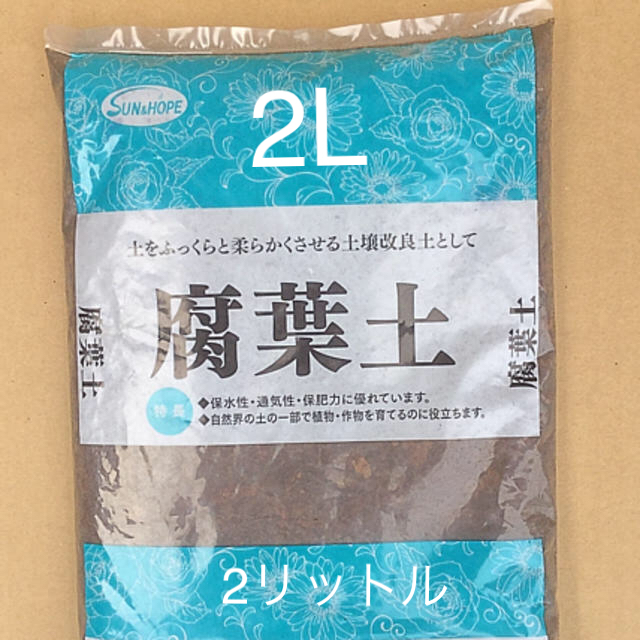 SUN&HOPE
2L
土をふっくらと柔らかくさせる土壌改良土として
腐葉土
腐葉土
腐葉土
特長
◆保水性・通気性・保肥力に優れています。
◆自然界の土の一部で植物・作物を育てるのに役立ちます。
2リットル